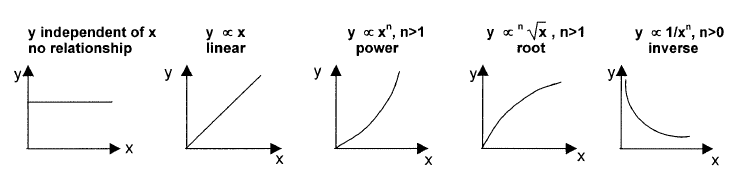 y independent of x
no relationship
y ∝ x
linear
y ∝ xⁿ, n>1
power
y ∝ ⁿ√x , n>1
root
y ∝ 1/xⁿ, n>0
inverse
y
x
y
x
y
x
y
x
y
x